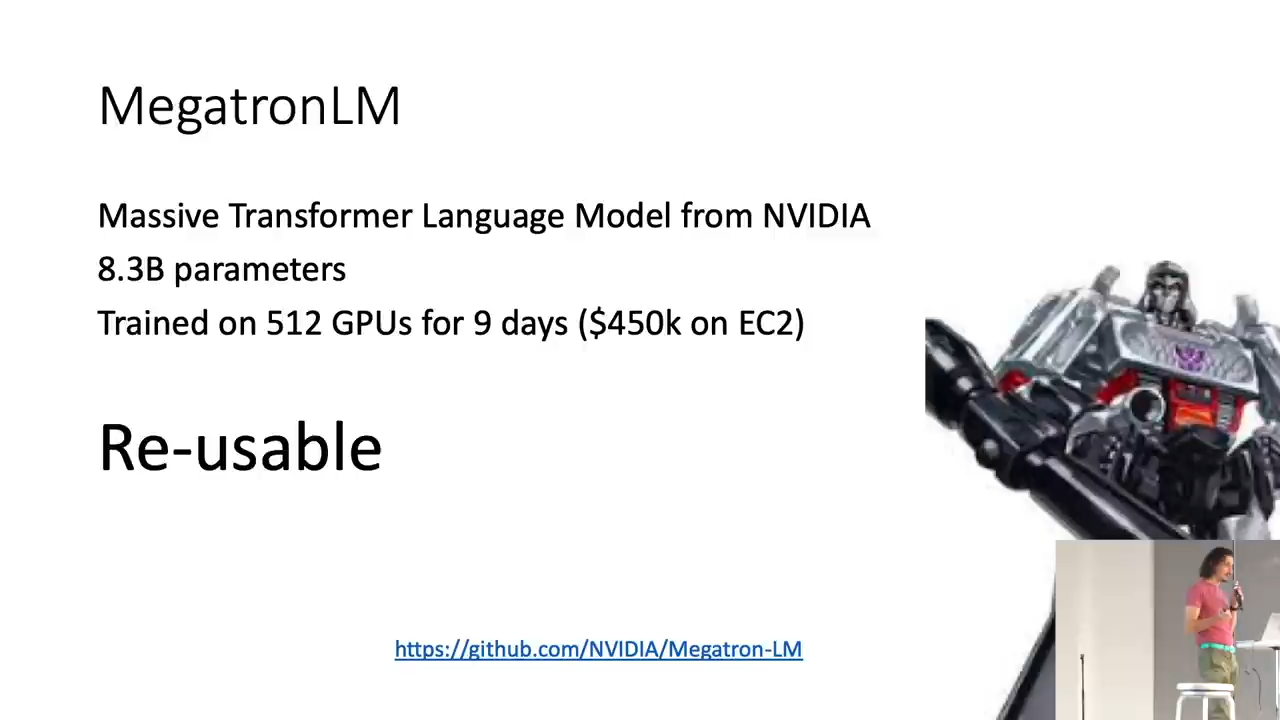 MegatronLM
Massive Transformer Language Model from NVIDIA
8.3B parameters
Trained on 512 GPUs for 9 days ($450k on EC2)
Re-usable
https://github.com/NVIDIA/Megatron-LM